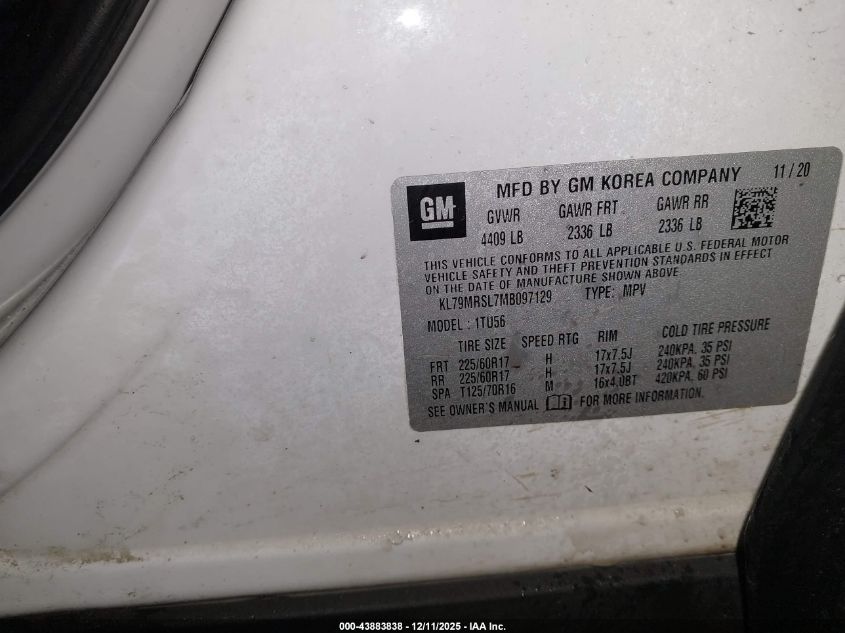 GM
MFD BY GM KOREA COMPANY 11 / 20
GVWR GAWR FRT GAWR RR
4409 LB 2336 LB 2336 LB
THIS VEHICLE CONFORMS TO ALL APPLICABLE U.S. FEDERAL MOTOR
VEHICLE SAFETY AND THEFT PREVENTION STANDARDS IN EFFECT
ON THE DATE OF MANUFACTURE SHOWN ABOVE.
KL79MRSL7MB097129 TYPE: MPV
MODEL : 1TU56
TIRE SIZE SPEED RTG RIM COLD TIRE PRESSURE
FRT 225/60R17 H 17x7.5J 240KPA, 35 PSI
RR 225/60R17 H 17x7.5J 240KPA, 35 PSI
SPA T125/70R16 M 16x4.0BT 420KPA, 60 PSI
SEE OWNER'S MANUAL FOR MORE INFORMATION.
000-43883838 - 12/11/2025 - IAA Inc.